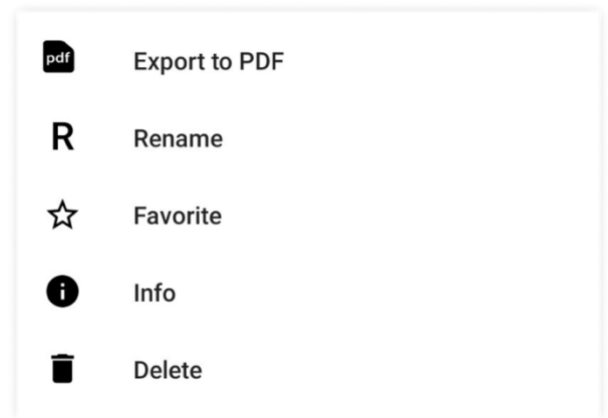 pdf Export to PDF
R Rename
Favorite
i Info
Delete